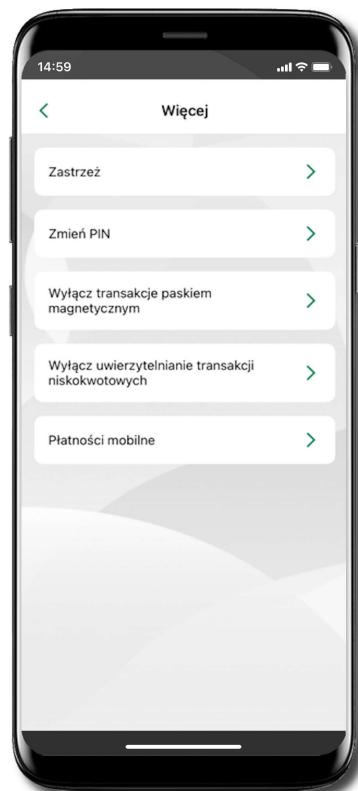 14:59
Więcej
Zastrzeż
Zmień PIN
Wyłącz transakcje paskiem
magnetycznym
Wyłącz uwierzytelnianie transakcji
niskokwotowych
Płatności mobilne